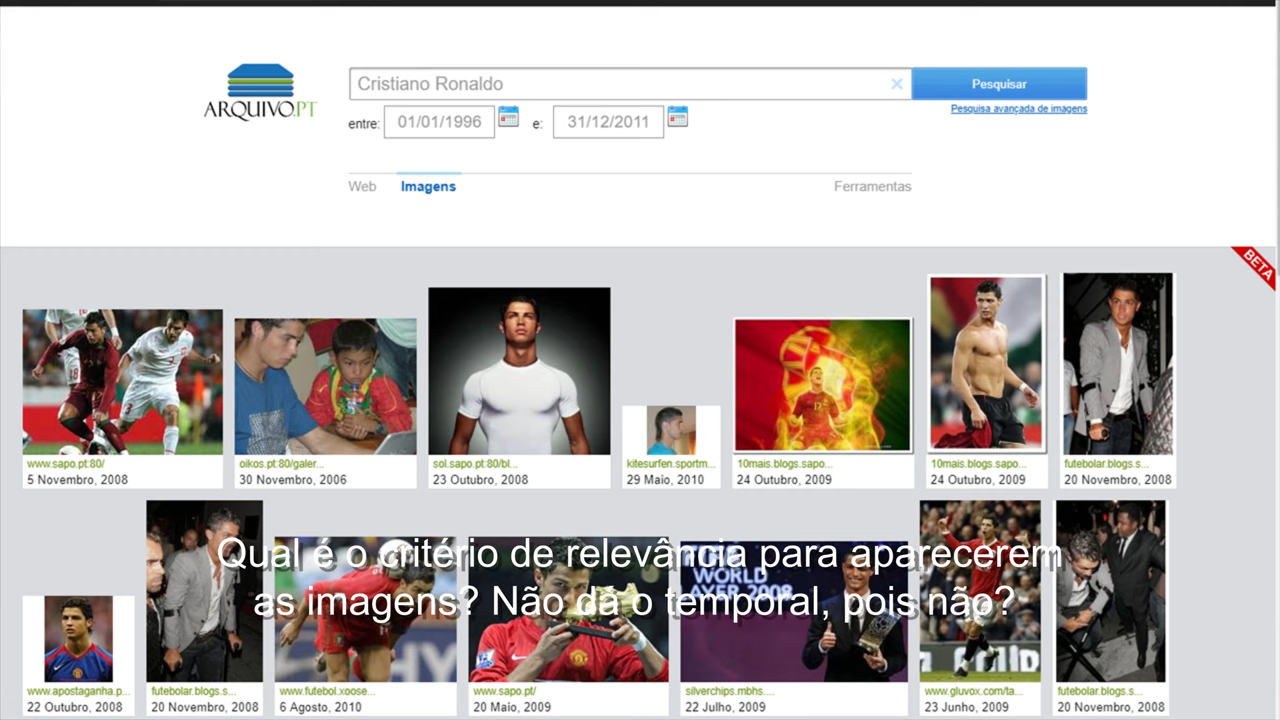 Cristiano Ronaldo
Pesquisar
ARQUIVO.PT
Pesquisa avançada de imagens
entre: 01/01/1996 e: 31/12/2011
Web Imagens Ferramentas
BETA
www.sapo.pt:80/
5 Novembro, 2008
oikos.pt:80/galer...
30 Novembro, 2006
sol.sapo.pt:80/bl...
23 Outubro, 2008
kitesurfen.sportm...
29 Maio, 2010
10mais.blogs.sapo...
24 Outubro, 2009
10mais.blogs.sapo...
24 Outubro, 2009
futebolar.blogs.s...
20 Novembro, 2008
Qual é o critério de relevância para aparecerem
as imagens? Não dá o temporal, pois não?
WORLD
AYER 2008
www.apostaganha.p...
22 Outubro, 2008
futebolar.blogs.s...
20 Novembro, 2008
www.futebol.xoose...
6 Agosto, 2010
www.sapo.pt/
20 Maio, 2009
silverchips.mbhs....
22 Julho, 2009
www.gluvox.com/ta...
23 Junho, 2009
futebolar.blogs.s...
20 Novembro, 2008